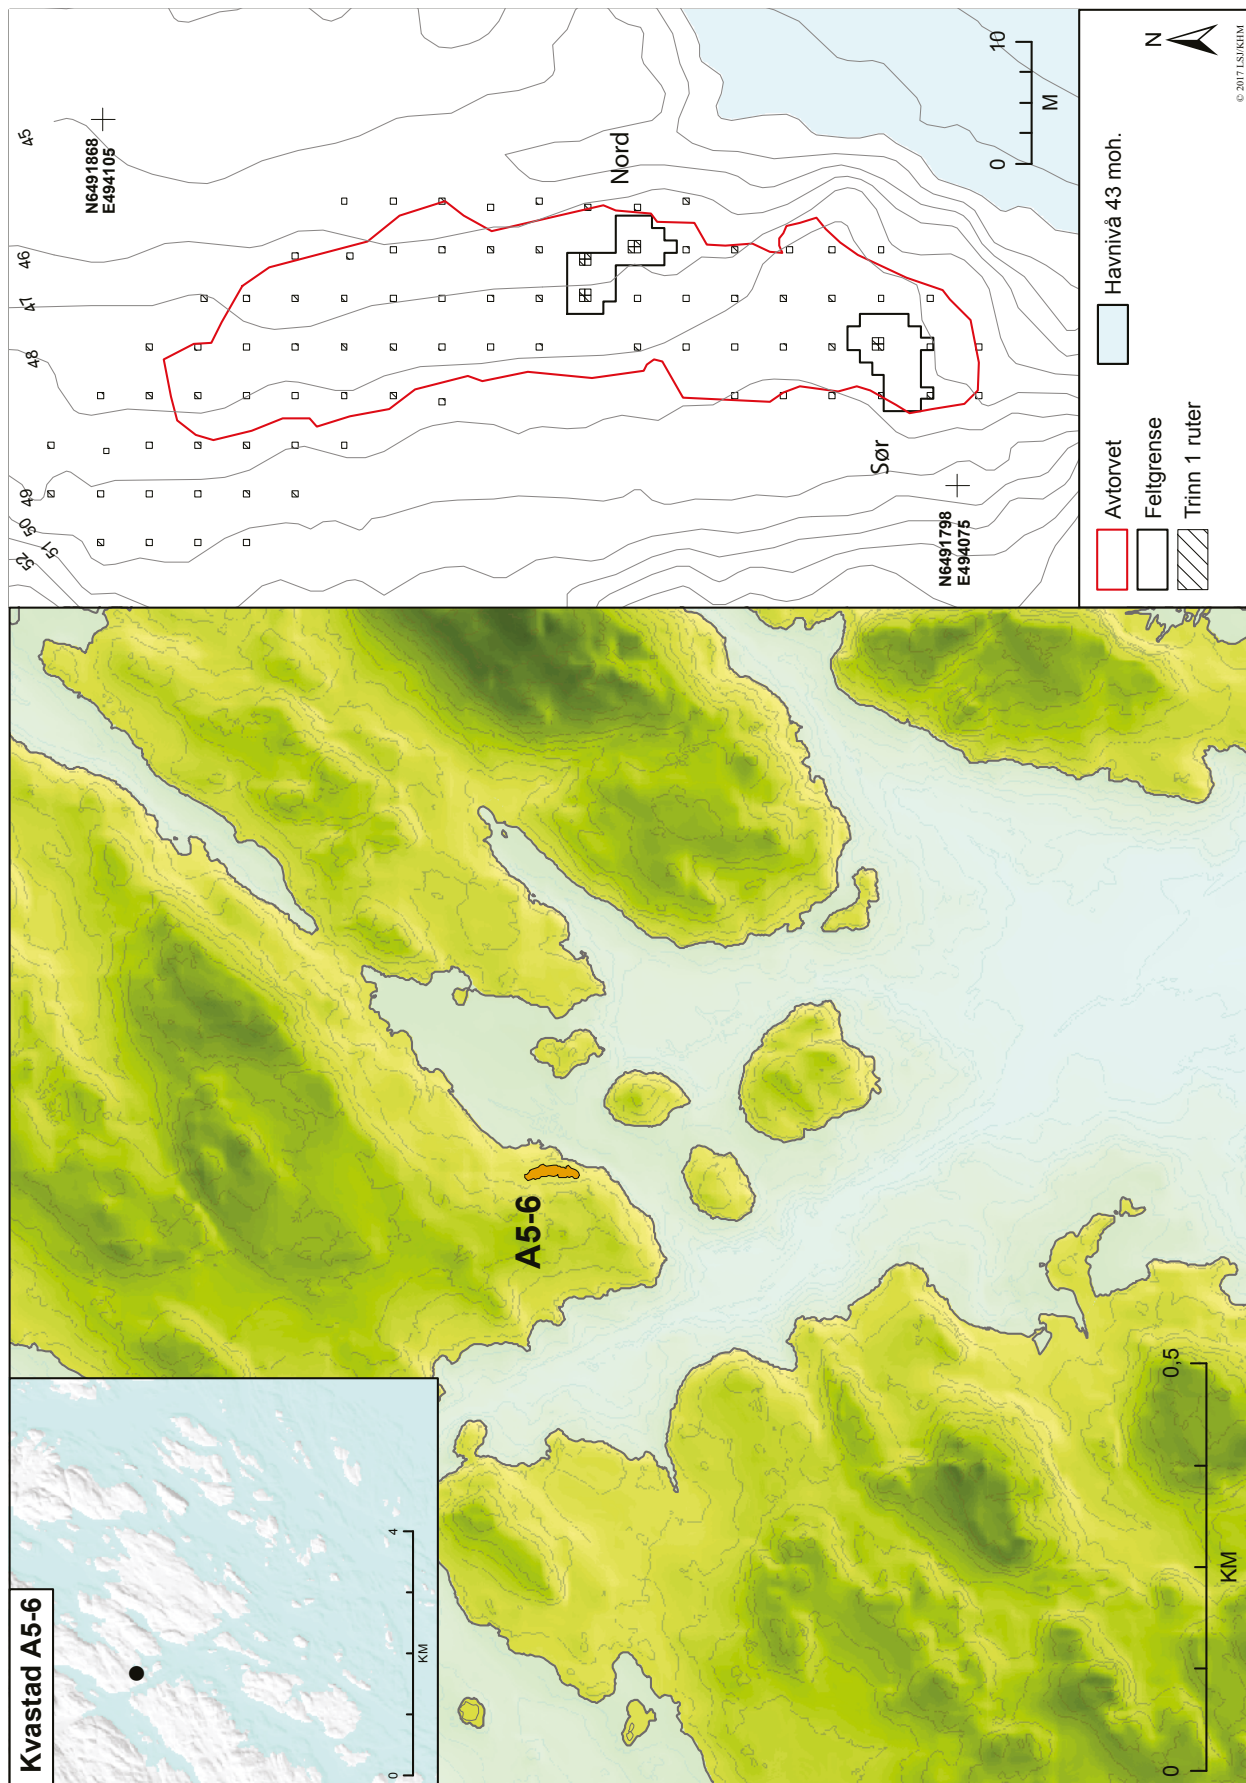 Kvastad A5-6
0
4
KM
A5-6
0
0,5
KM
52
51
50
49
48
47
46
45
N6491868
E494105
Nord
Sør
N6491798
E494075
0
10
M
Avtorvet
Feltgrense
Trinn 1 ruter
Havnivå 43 moh.
N
© 2017 LSJ/KHM